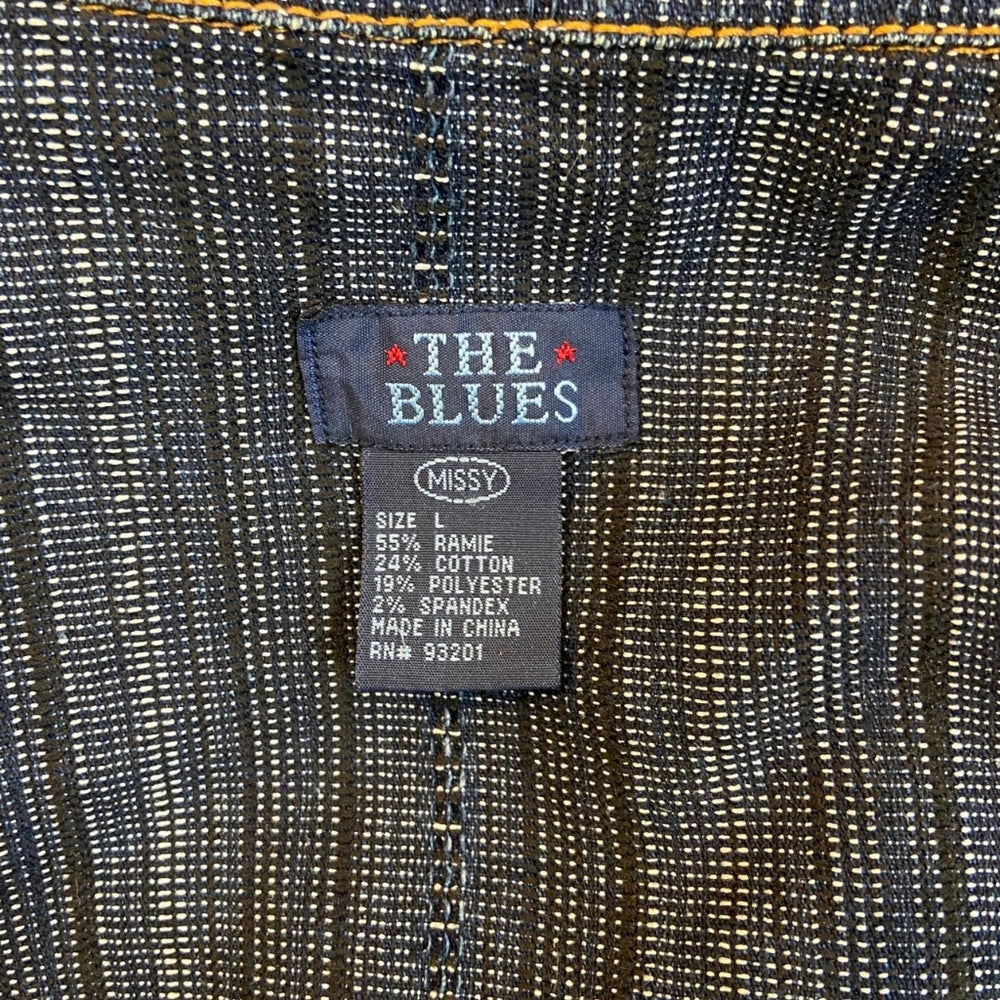 THE
BLUES
MISSY
SIZE L
55% RAMIE
24% COTTON
19% POLYESTER
2% SPANDEX
MADE IN CHINA
RN# 93201